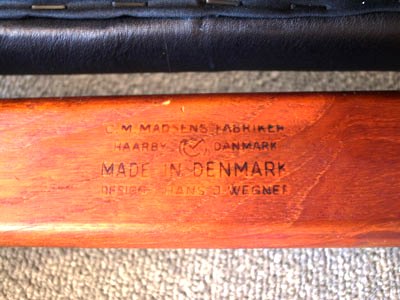 C.M. MADSENS FABRIKER
HAARBY, DANMARK
MADE IN DENMARK
DESIGN: HANS J. WEGNER